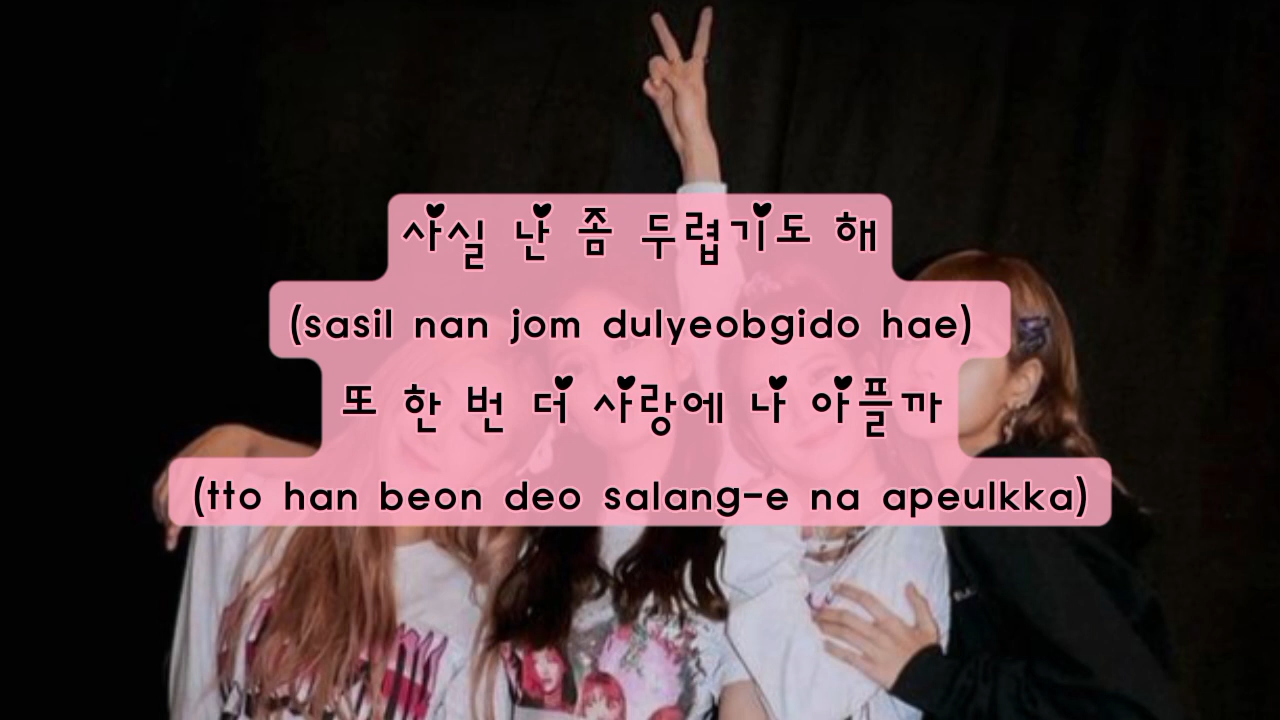 사실 난 좀 두렵기도 해
(sasil nan jom dulyeobgido hae)
또 한 번 더 사랑에 나 아플까
(tto han beon deo salang-e na apeulkka)